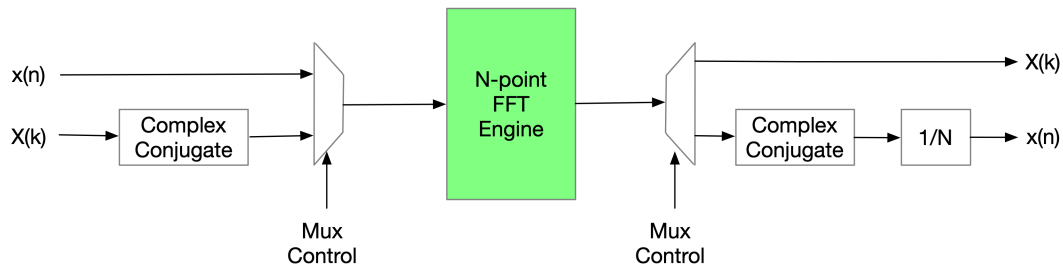 x(n)
X(k)
Complex
Conjugate
Mux
Control
N-point
FFT
Engine
Mux
Control
X(k)
Complex
Conjugate
1/N
x(n)